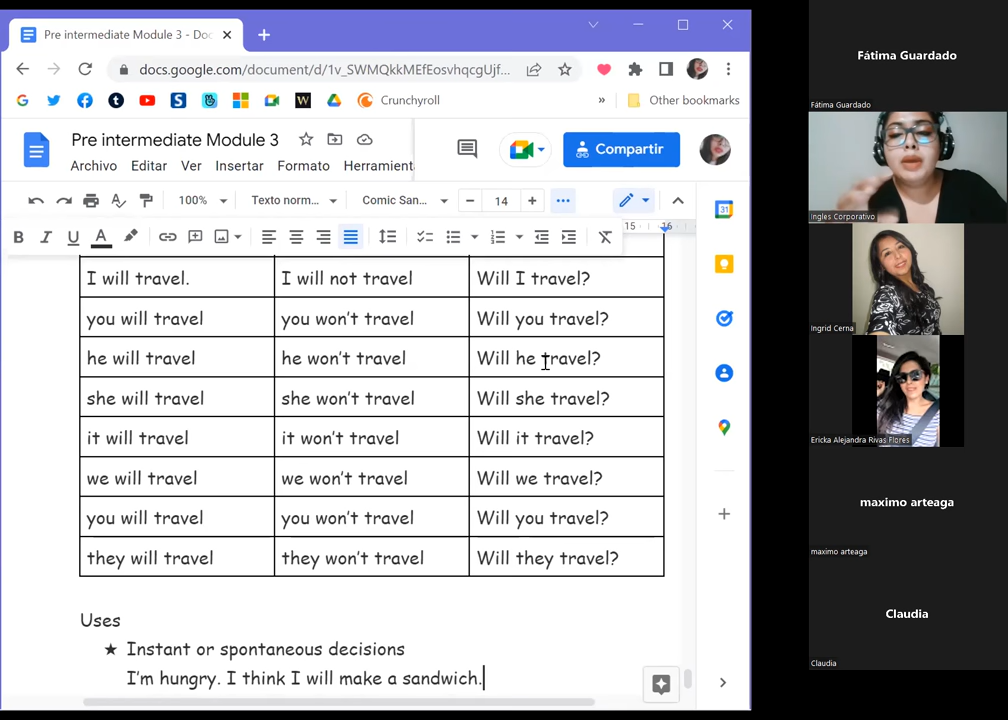 Pre intermediate Module 3 - Doc
docs.google.com/document/d/1v_SWMQkkMEfEosvhqcgUjf...
Crunchyroll
»
Other bookmarks
Pre intermediate Module 3
Archivo Editar Ver Insertar Formato Herramient
Compartir
100% Texto norm... Comic San... 14
15 16
I will travel. I will not travel Will I travel?
you will travel you won't travel Will you travel?
he will travel he won't travel Will he travel?
she will travel she won't travel Will she travel?
it will travel it won't travel Will it travel?
we will travel we won't travel Will we travel?
you will travel you won't travel Will you travel?
they will travel they won't travel Will they travel?
Uses
★ Instant or spontaneous decisions
I'm hungry. I think I will make a sandwich.
Fátima Guardado
Fátima Guardado
Ingles Corporativo
Ingrid Cerna
Ericka Alejandra Rivas Flores
maximo arteaga
maximo arteaga
Claudia
Claudia